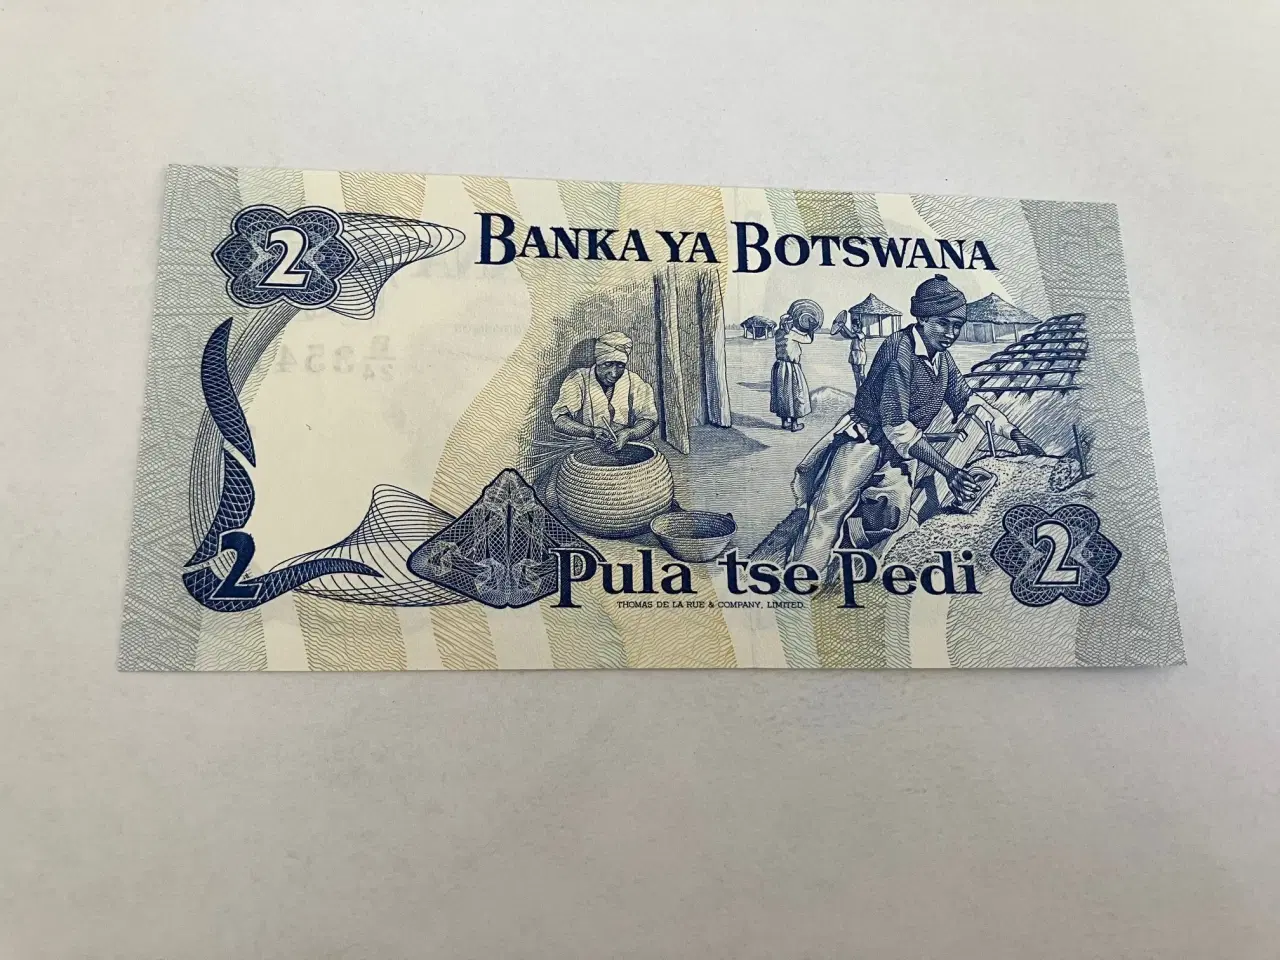 2
BANKA YA BOTSWANA
2
Pula tse Pedi
2
THOMAS DE LA RUE & COMPANY, LIMITED.